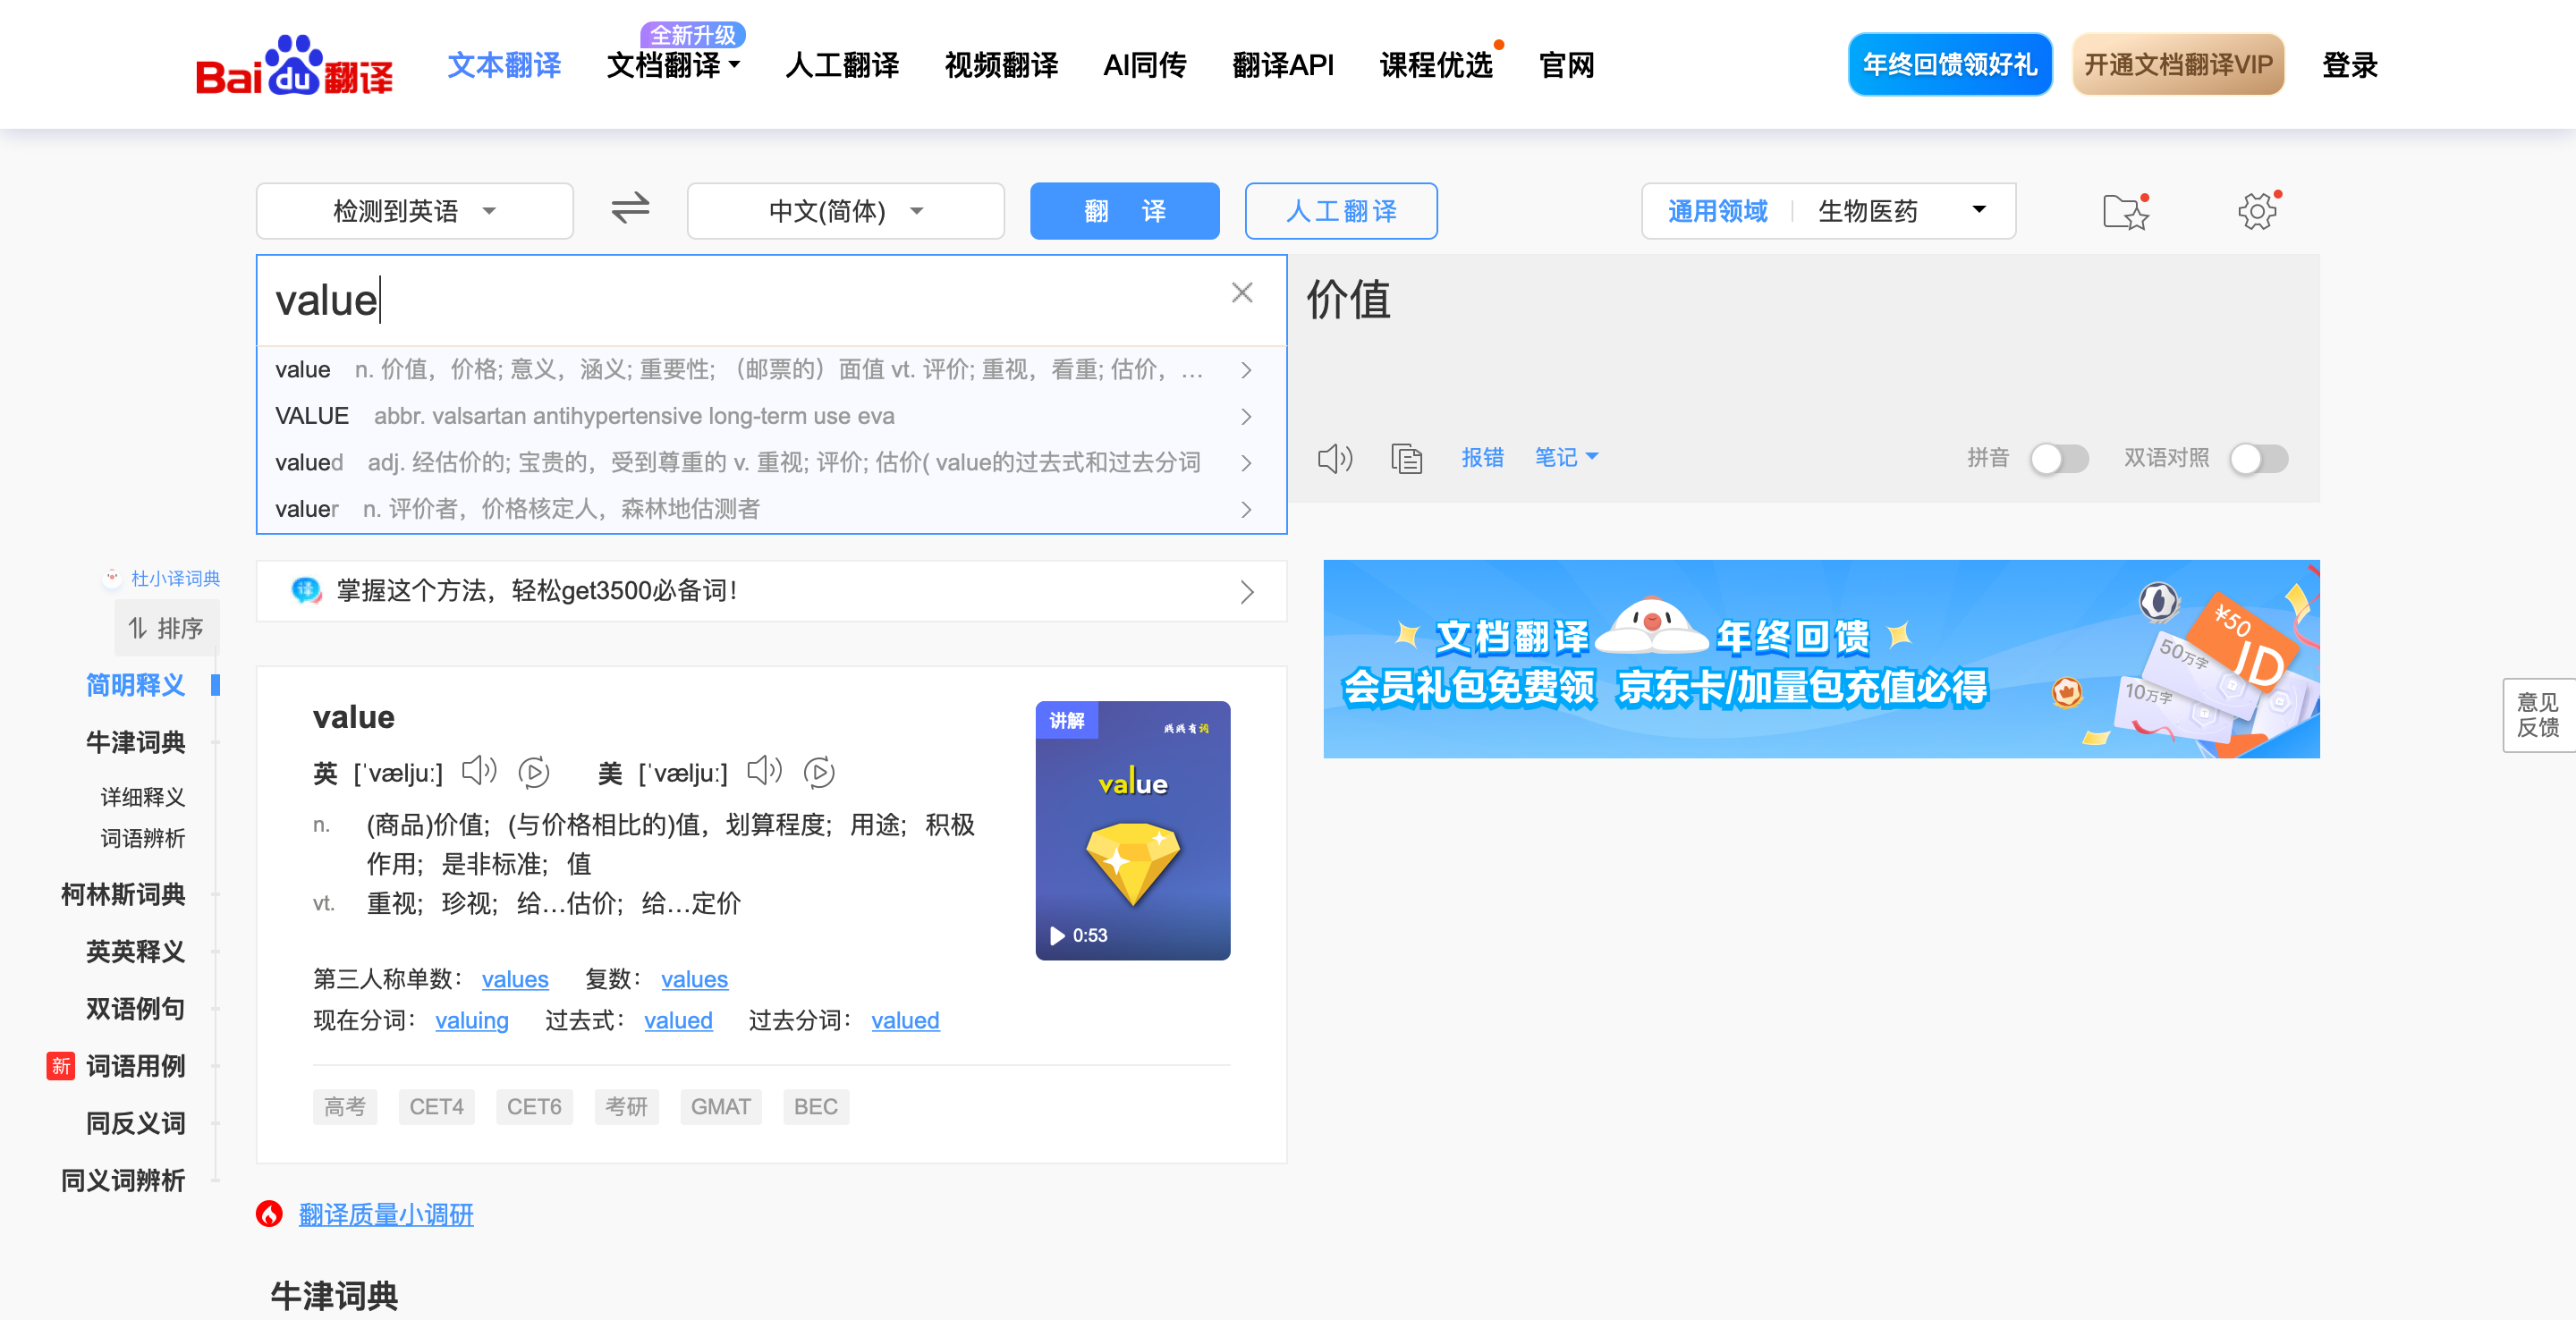 Baidu翻译
文本翻译
全新升级
文档翻译
人工翻译
视频翻译
AI同传
翻译API
课程优选
官网
年终回馈领好礼
开通文档翻译VIP
登录
检测到英语
中文(简体)
翻 译
人工翻译
通用领域
生物医药
value
价值
value n. 价值，价格; 意义，涵义; 重要性; （邮票的）面值 vt. 评价; 重视，看重; 估价，…
VALUE abbr. valsartan antihypertensive long-term use eva
valued adj. 经估价的; 宝贵的，受到尊重的 v. 重视; 评价; 估价( value的过去式和过去分词
valuer n. 评价者，价格核定人，森林地估测者
报错
笔记
拼音
双语对照
杜小译词典
排序
简明释义
牛津词典
详细释义
词语辨析
柯林斯词典
英英释义
双语例句
新 词语用例
同反义词
同义词辨析
译 掌握这个方法，轻松get3500必备词！
value
英 [ˈvæljuː] 美 [ˈvæljuː]
n. (商品)价值；(与价格相比的)值，划算程度；用途；积极
作用；是非标准；值
vt. 重视；珍视；给…估价；给…定价
讲解
戏戏有词
value
0:53
第三人称单数： values 复数： values
现在分词： valuing 过去式： valued 过去分词： valued
高考 CET4 CET6 考研 GMAT BEC
翻译质量小调研
牛津词典
文档翻译 年终回馈
会员礼包免费领 京东卡/加量包充值必得
¥50
JD
50万字
10万字
意见
反馈